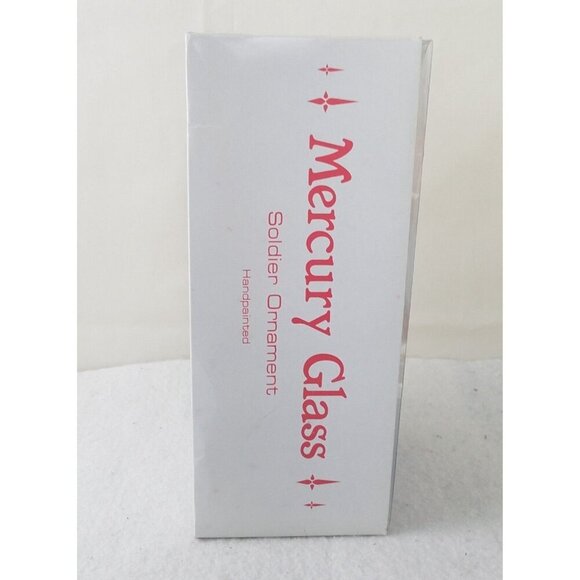 Mercury Glass
Soldier Ornament
Handpainted